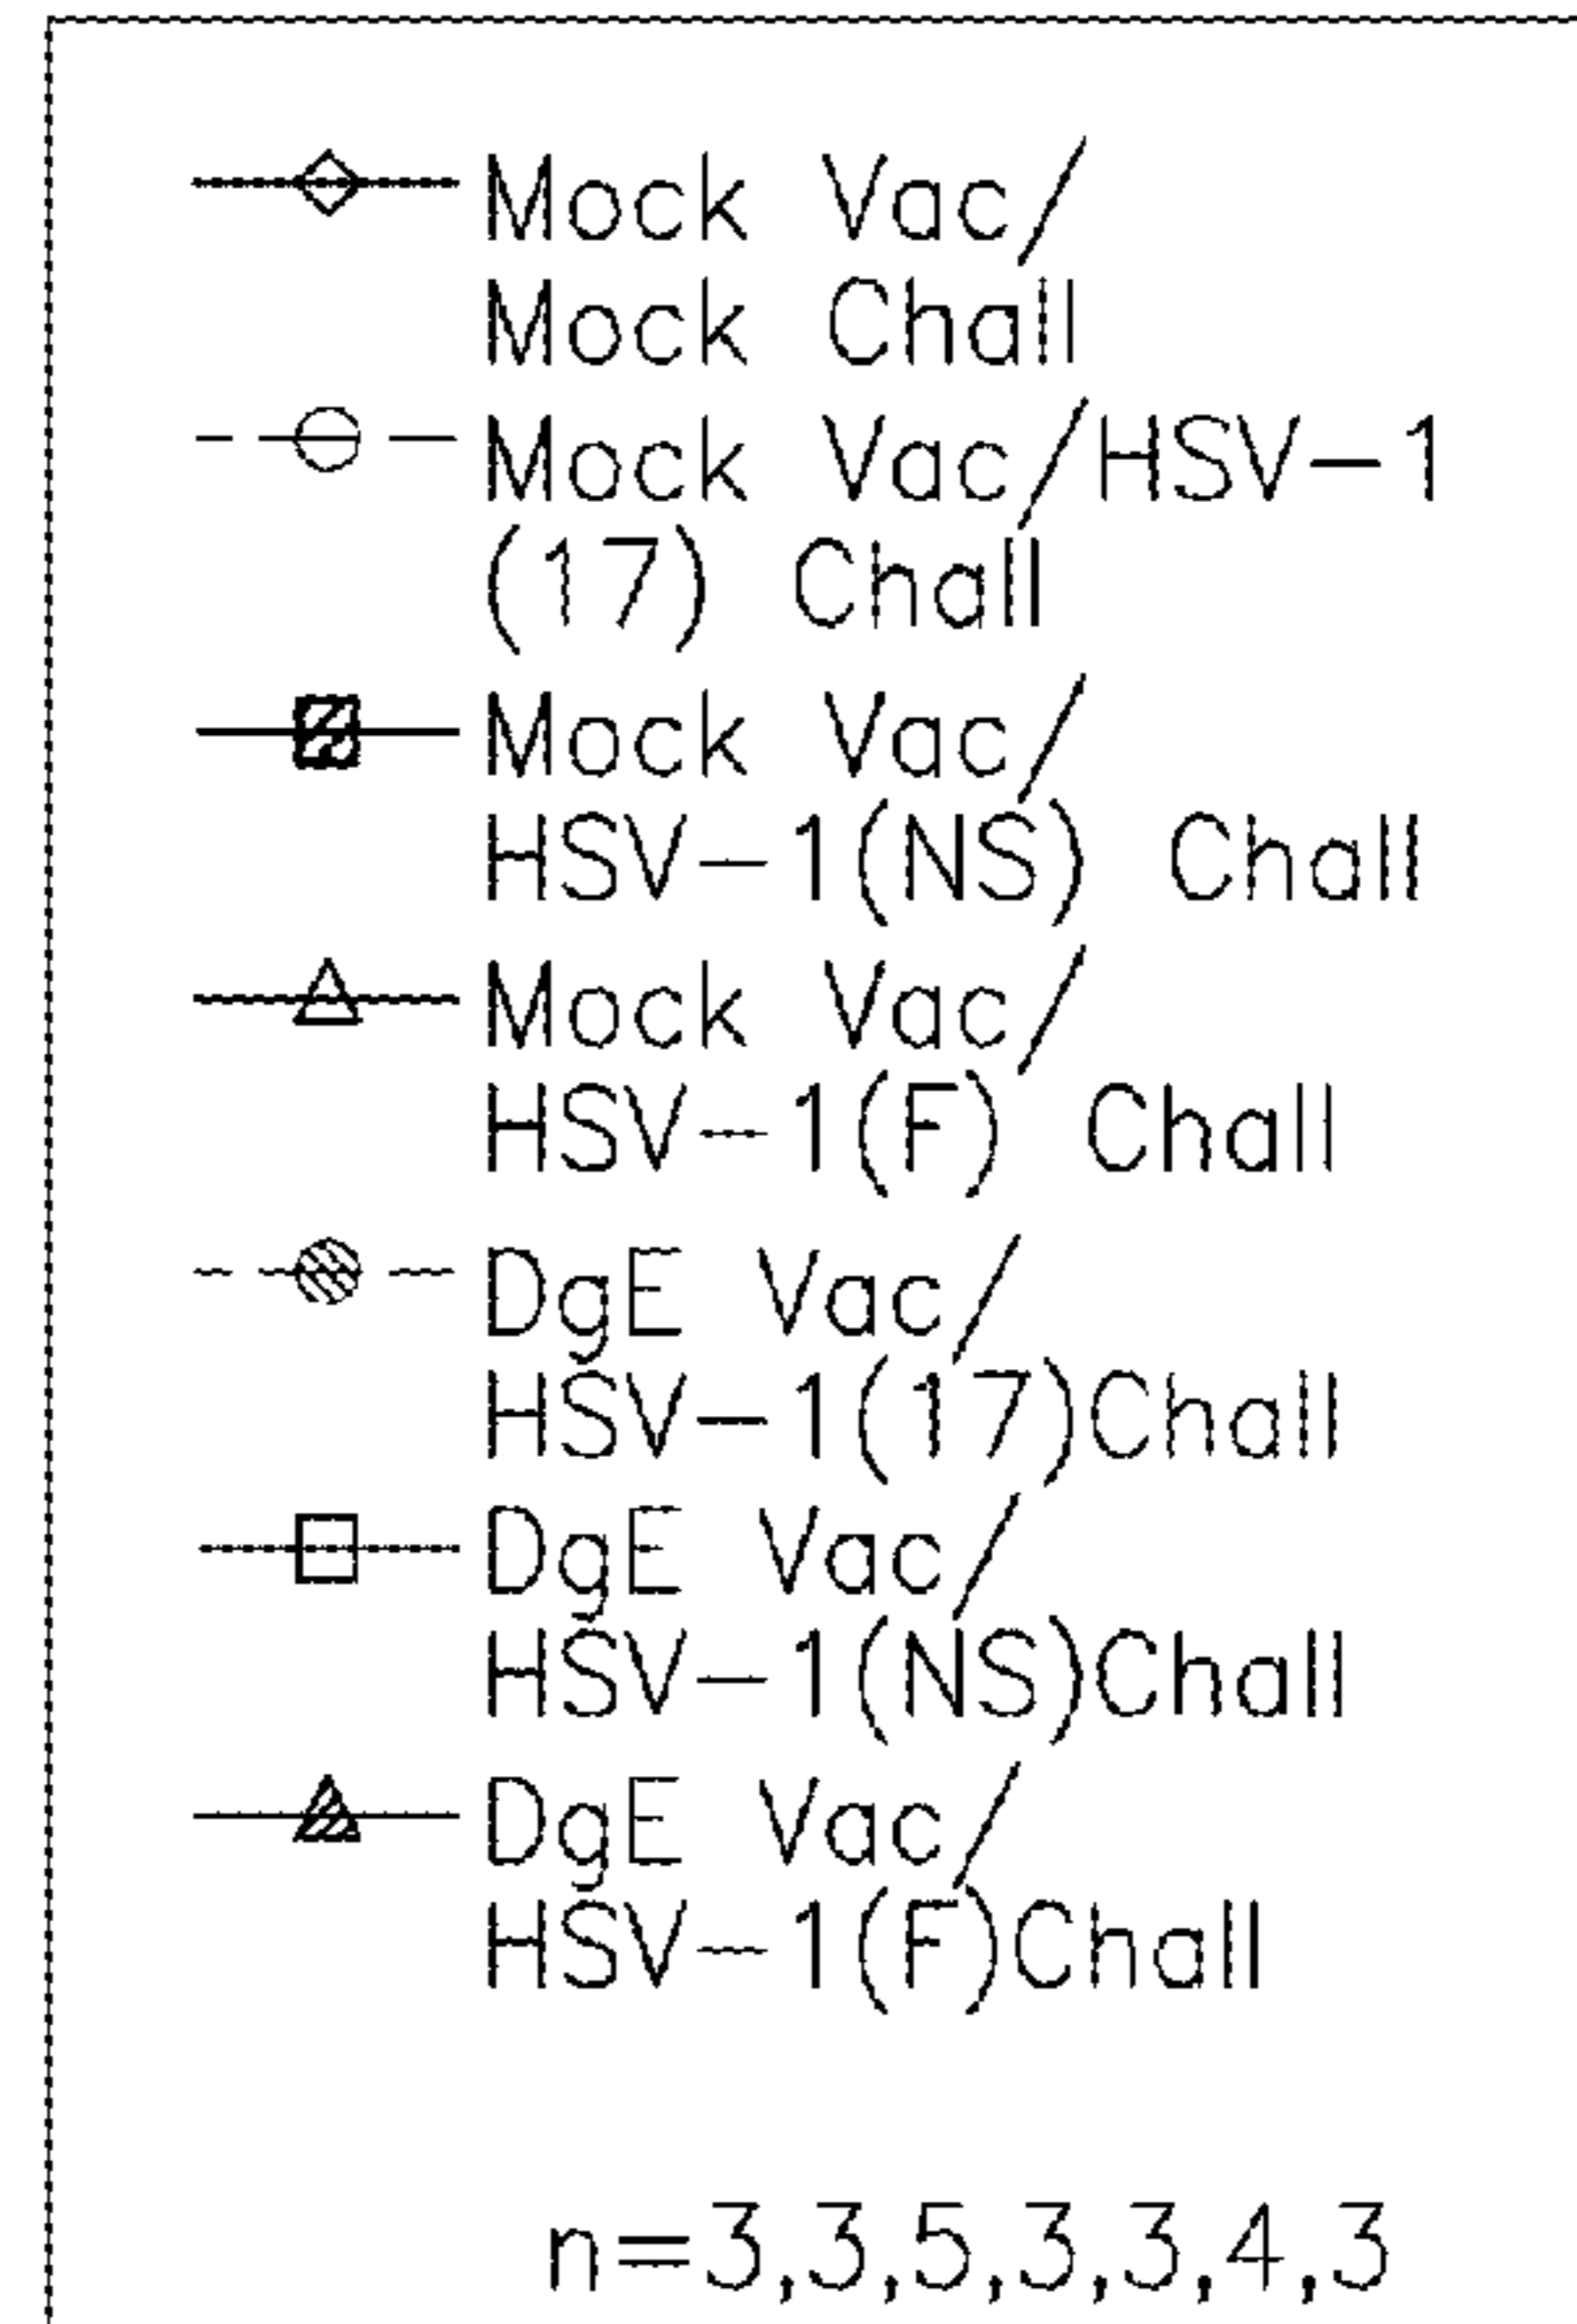 Mock Vac/
Mock Chall
Mock Vac/HSV-1
(17) Chall
Mock Vac/
HSV-1(NS) Chall
Mock Vac/
HSV-1(F) Chall
DgE Vac/
HSV-1(17)Chall
DgE Vac/
HSV-1(NS)Chall
DgE Vac/
HSV-1(F)Chall
n=3,3,5,3,3,4,3